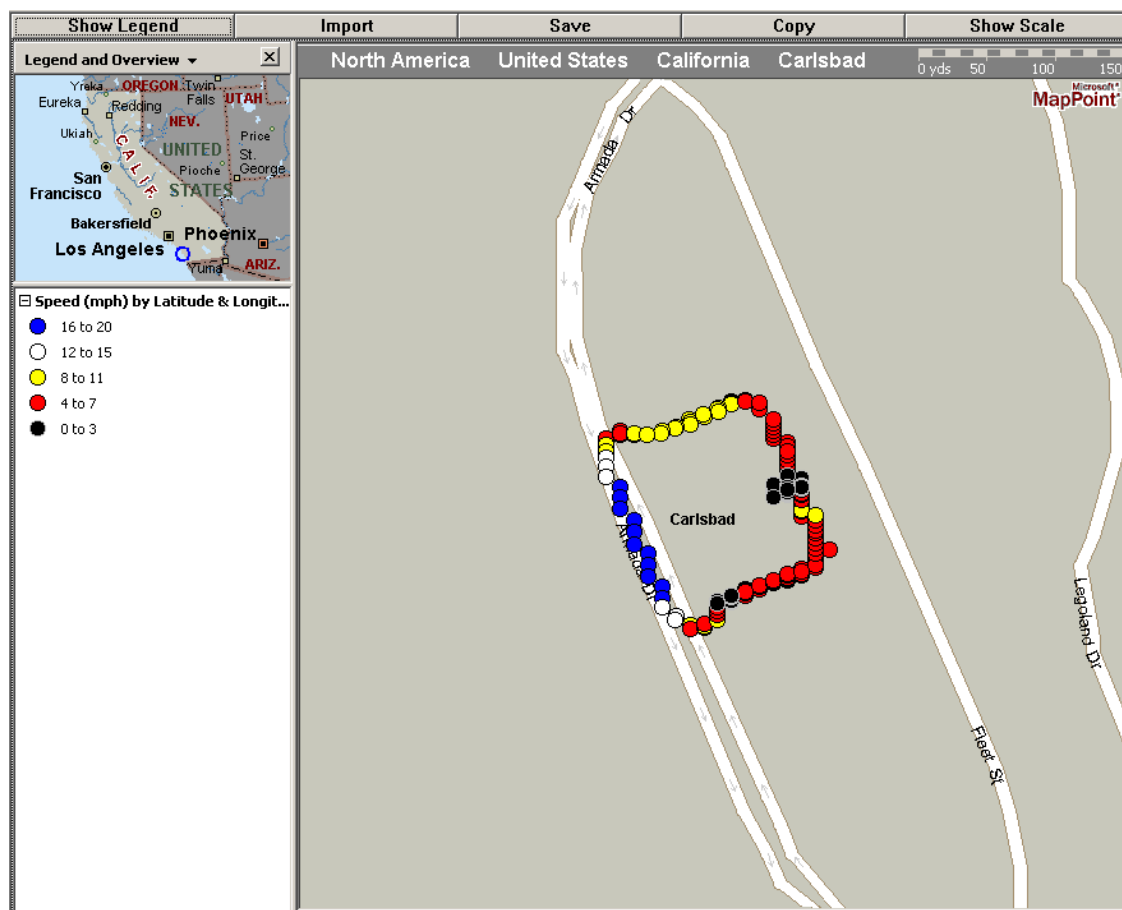 Show Legend Import Save Copy Show Scale
Legend and Overview
North America United States California Carlsbad
0 yds 50 100 150
Microsoft®
MapPoint®
Yreka OREGON Twin Falls UTAH
Eureka Redding
NEV.
Ukiah Price
UNITED
CALIF. St. George
Pioche
San Francisco STATES
Bakersfield
Phoenix
Los Angeles
Yuma ARIZ.
Speed (mph) by Latitude & Longit...
16 to 20
12 to 15
8 to 11
4 to 7
0 to 3
Armada Dr
Carlsbad
Armada Dr
Legoland Dr
Fleet St